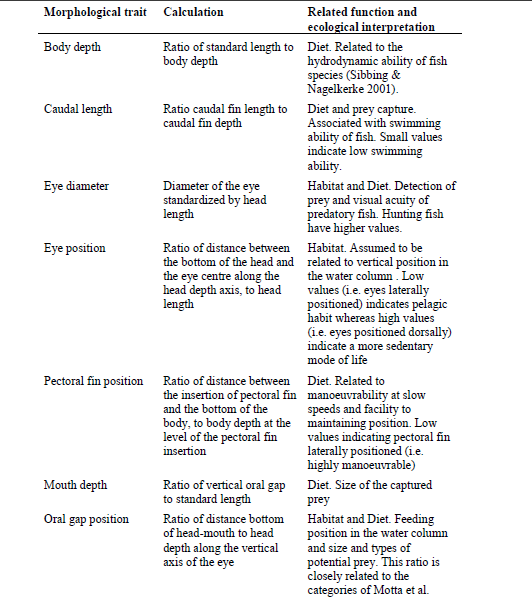 Morphological trait Calculation Related function and
ecological interpretation
Body depth Ratio of standard length to Diet. Related to the
body depth hydrodynamic ability of fish
species (Sibbing &
Nagelkerke 2001).
Caudal length Ratio caudal fin length to Diet and prey capture.
caudal fin depth Associated with swimming
ability of fish. Small values
indicate low swimming
ability.
Eye diameter Diameter of the eye Habitat and Diet. Detection of
standardized by head prey and visual acuity of
length predatory fish. Hunting fish
have higher values.
Eye position Ratio of distance between Habitat. Assumed to be
the bottom of the head and related to vertical position in
the eye centre along the the water column . Low
head depth axis, to head values (i.e. eyes laterally
length positioned) indicates pelagic
habit whereas high values
(i.e. eyes positioned dorsally)
indicate a more sedentary
mode of life
Pectoral fin position Ratio of distance between Diet. Related to
the insertion of pectoral fin manoeuvrability at slow
and the bottom of the speeds and facility to
body, to body depth at the maintaining position. Low
level of the pectoral fin values indicating pectoral fin
insertion laterally positioned (i.e.
highly manoeuvrable)
Mouth depth Ratio of vertical oral gap Diet. Size of the captured
to standard length prey
Oral gap position Ratio of distance bottom Habitat and Diet. Feeding
of head-mouth to head position in the water column
depth along the vertical and size and types of
axis of the eye potential prey. This ratio is
closely related to the
categories of Motta et al.